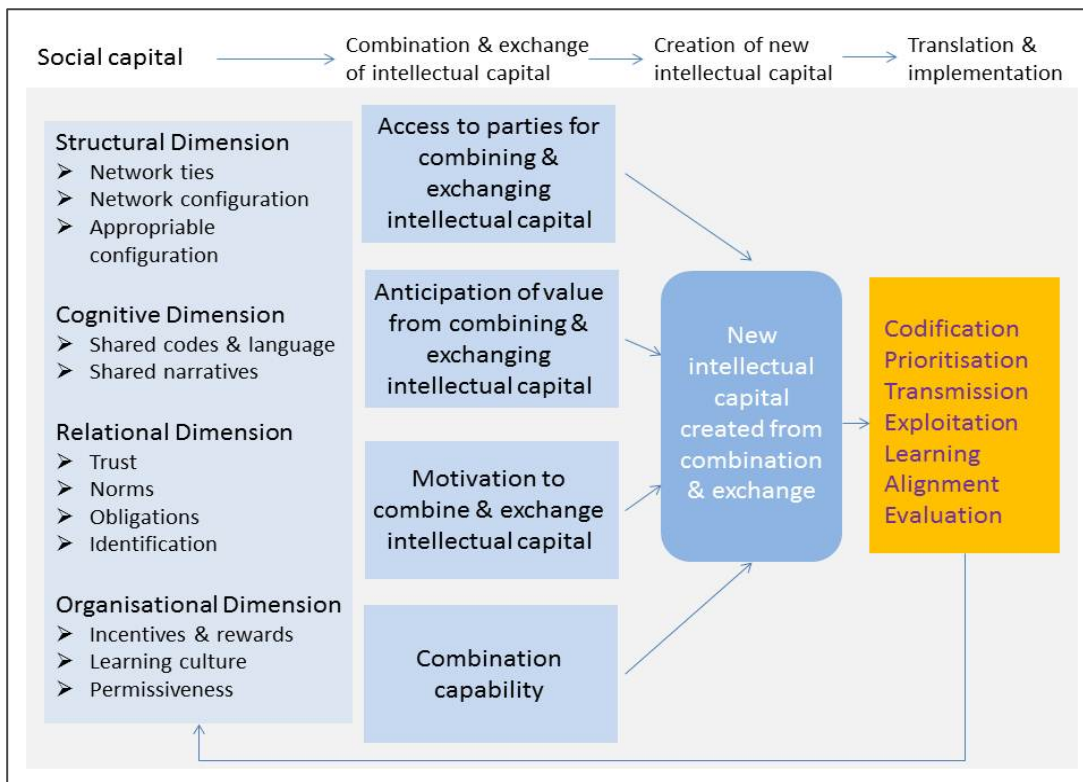 Social capital
Combination & exchange
of intellectual capital
Creation of new
intellectual capital
Translation &
implementation
Structural Dimension
➢ Network ties
➢ Network configuration
➢ Appropriable
configuration
Cognitive Dimension
➢ Shared codes & language
➢ Shared narratives
Relational Dimension
➢ Trust
➢ Norms
➢ Obligations
➢ Identification
Organisational Dimension
➢ Incentives & rewards
➢ Learning culture
➢ Permissiveness
Access to parties for
combining &
exchanging
intellectual capital
Anticipation of value
from combining &
exchanging
intellectual capital
Motivation to
combine & exchange
intellectual capital
Combination
capability
New
intellectual
capital
created from
combination
& exchange
Codification
Prioritisation
Transmission
Exploitation
Learning
Alignment
Evaluation